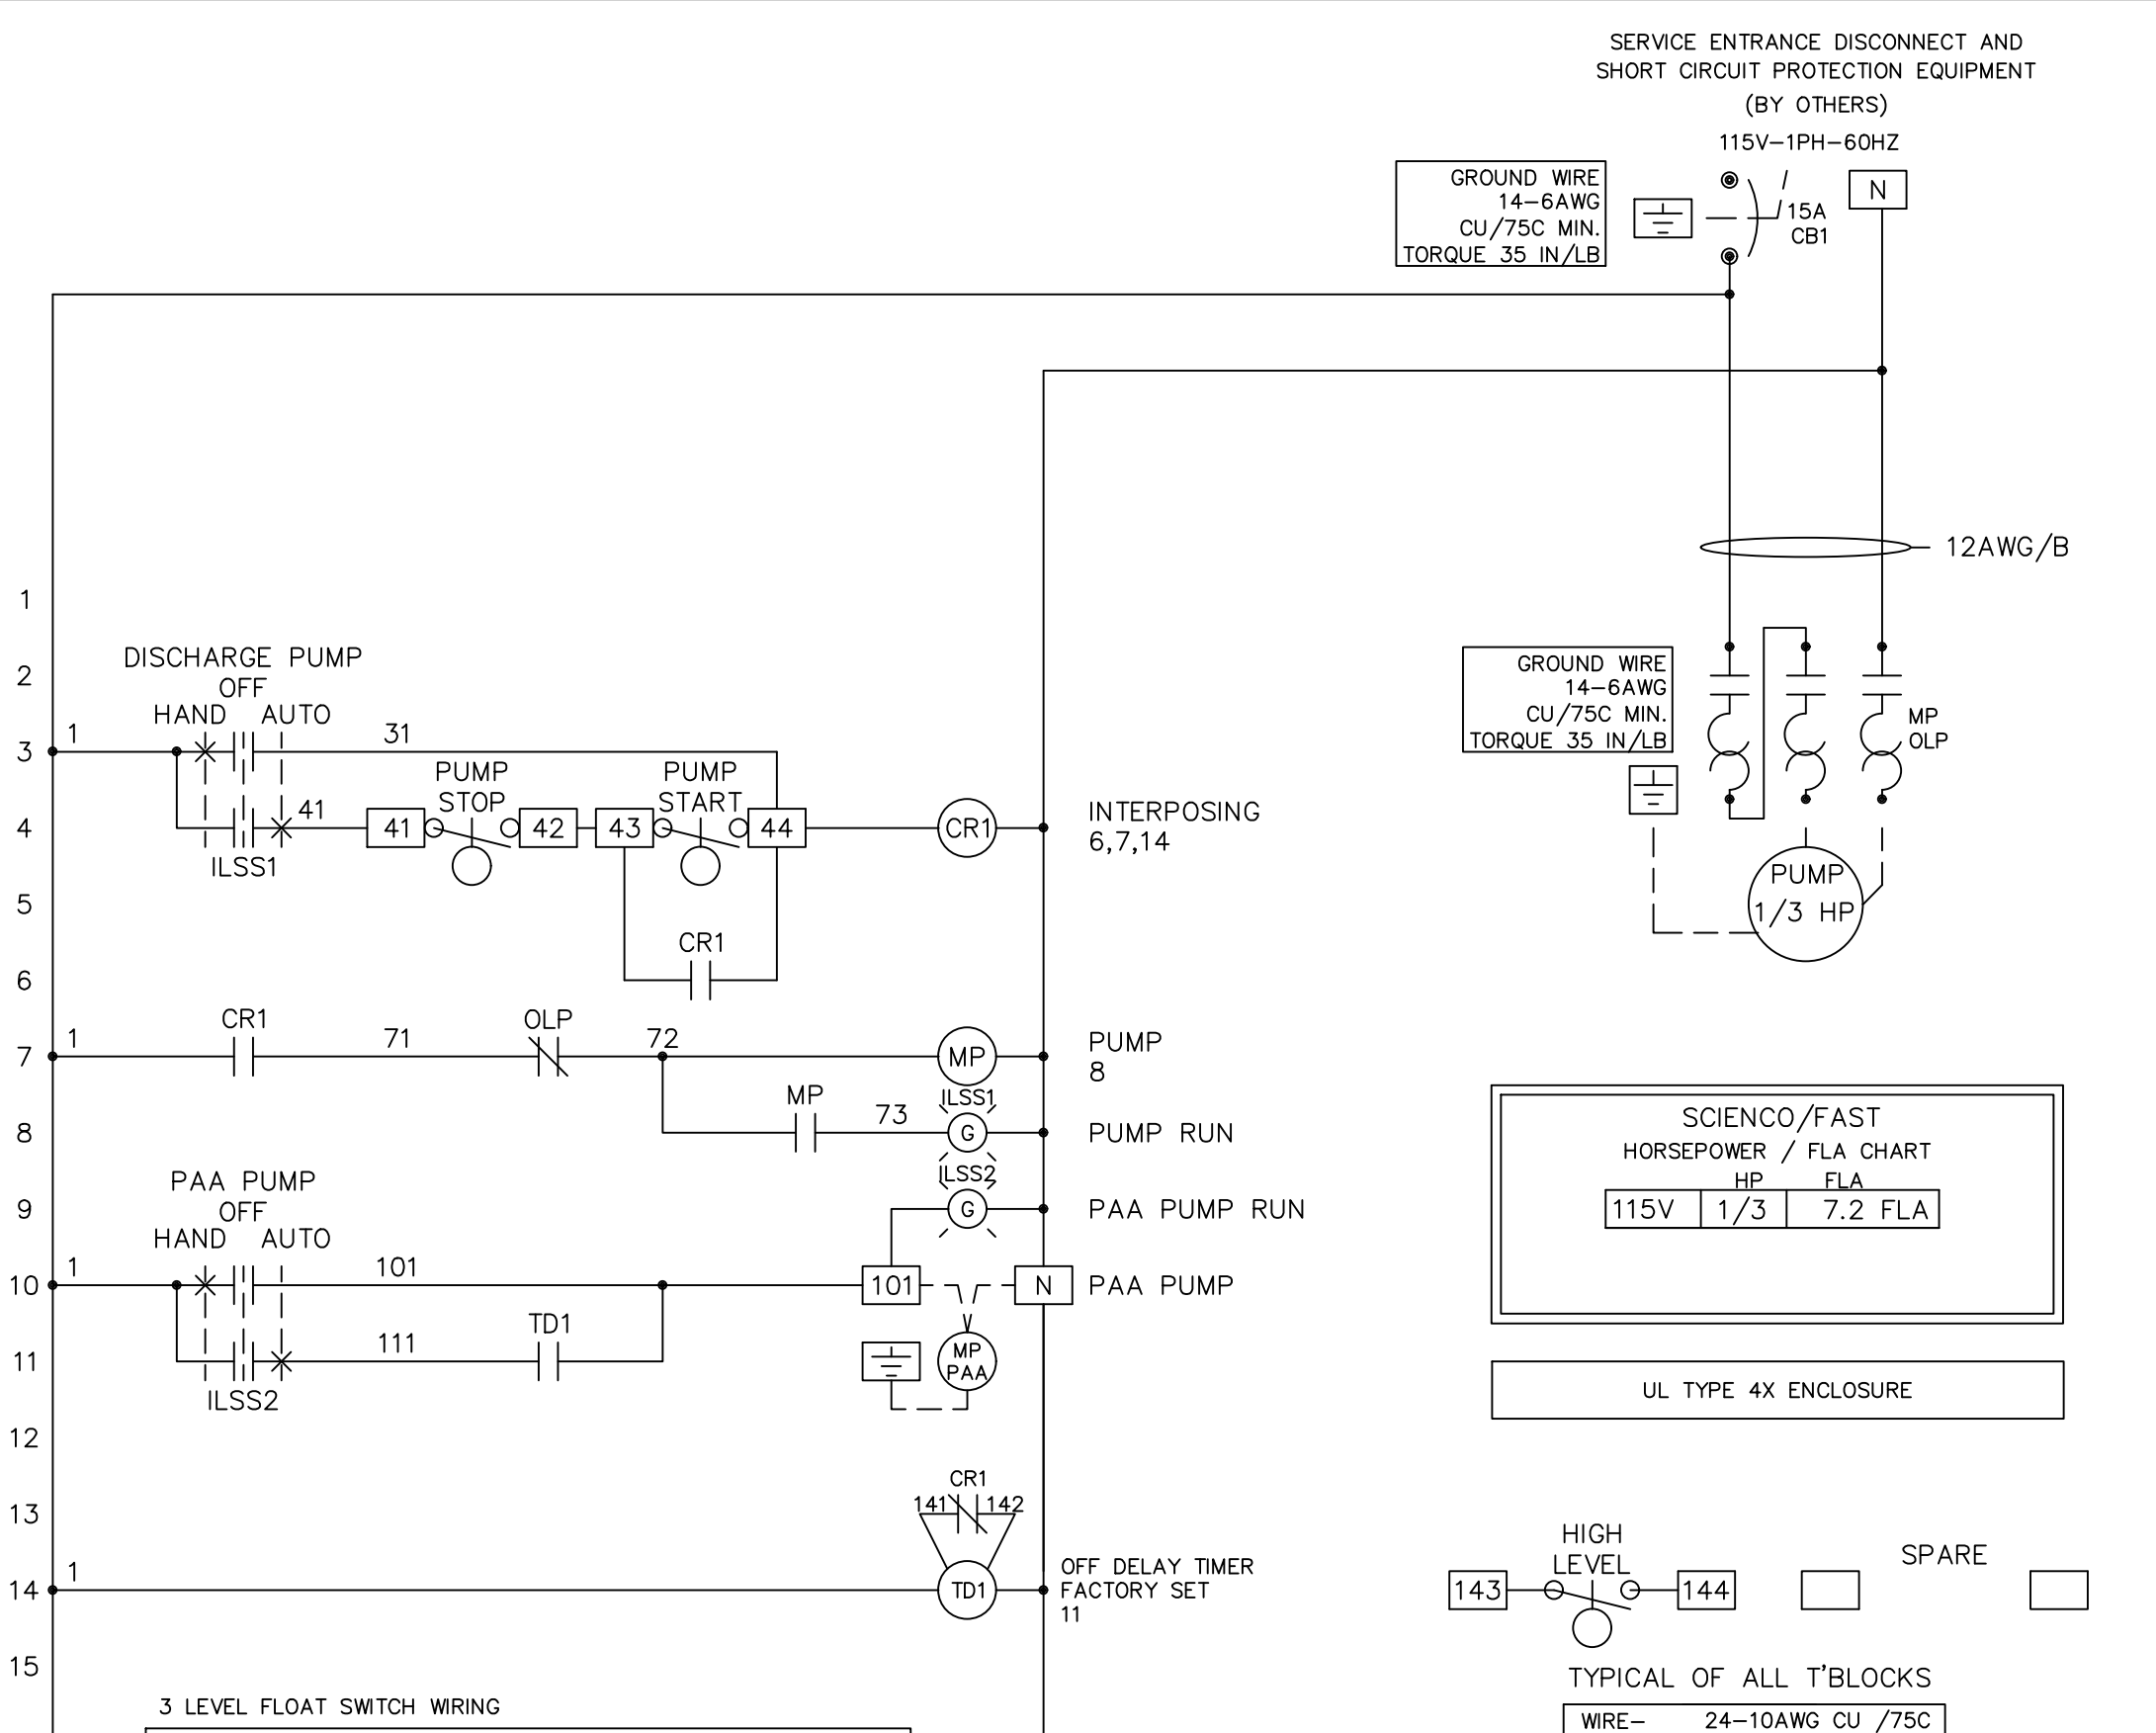 SERVICE ENTRANCE DISCONNECT AND
SHORT CIRCUIT PROTECTION EQUIPMENT
(BY OTHERS)
115V-1PH-60HZ
GROUND WIRE
14-6AWG
CU/75C MIN.
TORQUE 35 IN/LB
15A
CB1
N
12AWG/B
1
2
DISCHARGE PUMP
OFF
HAND AUTO
3
1
31
4
41
41
PUMP
STOP
42
43
PUMP
START
44
CR1
INTERPOSING
6,7,14
ILSS1
5
CR1
6
GROUND WIRE
14-6AWG
CU/75C MIN.
TORQUE 35 IN/LB
MP
OLP
PUMP
1/3 HP
7
1
CR1
71
OLP
72
MP
PUMP
8
8
MP
73
ILSS1
G
PUMP RUN
9
ILSS2
G
PAA PUMP RUN
PAA PUMP
OFF
HAND AUTO
10
1
101
101
N
PAA PUMP
11
111
TD1
MP
PAA
ILSS2
12
13
CR1
141
142
14
1
TD1
OFF DELAY TIMER
FACTORY SET
11
15
SCIENCO/FAST
HORSEPOWER / FLA CHART
HP FLA
115V 1/3 7.2 FLA
UL TYPE 4X ENCLOSURE
HIGH
LEVEL
143
144
SPARE
TYPICAL OF ALL T'BLOCKS
WIRE- 24-10AWG CU /75C
3 LEVEL FLOAT SWITCH WIRING